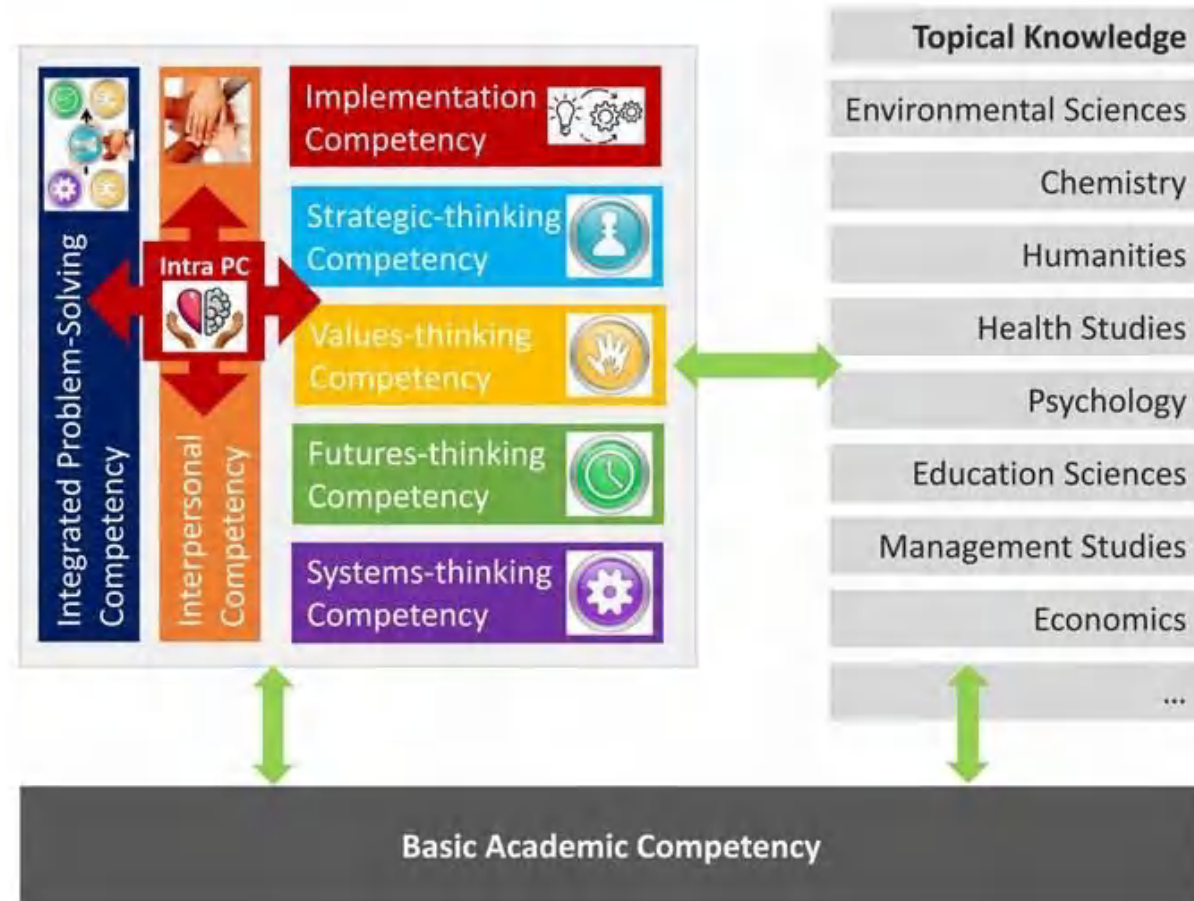 Integrated Problem-Solving
Competency
Interpersonal
Competency
Intra PC
Implementation
Competency
Strategic-thinking
Competency
Values-thinking
Competency
Futures-thinking
Competency
Systems-thinking
Competency
Topical Knowledge
Environmental Sciences
Chemistry
Humanities
Health Studies
Psychology
Education Sciences
Management Studies
Economics
...
Basic Academic Competency